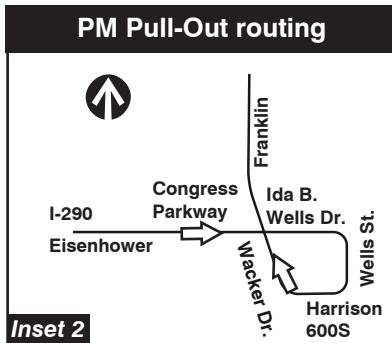 PM Pull-Out routing
Franklin
Congress
Parkway
Ida B.
Wells Dr.
I-290
Eisenhower
Wacker Dr.
Wells St.
Harrison
600S
Inset 2